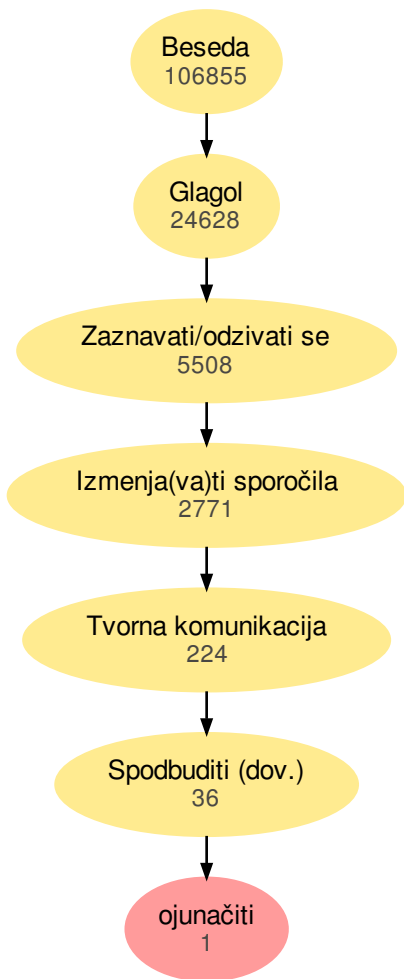 Beseda
106855
Glagol
24628
Zaznavati/odzivati se
5508
Izmenja(va)ti sporočila
2771
Tvorna komunikacija
224
Spodbuditi (dov.)
36
ojunačiti
1